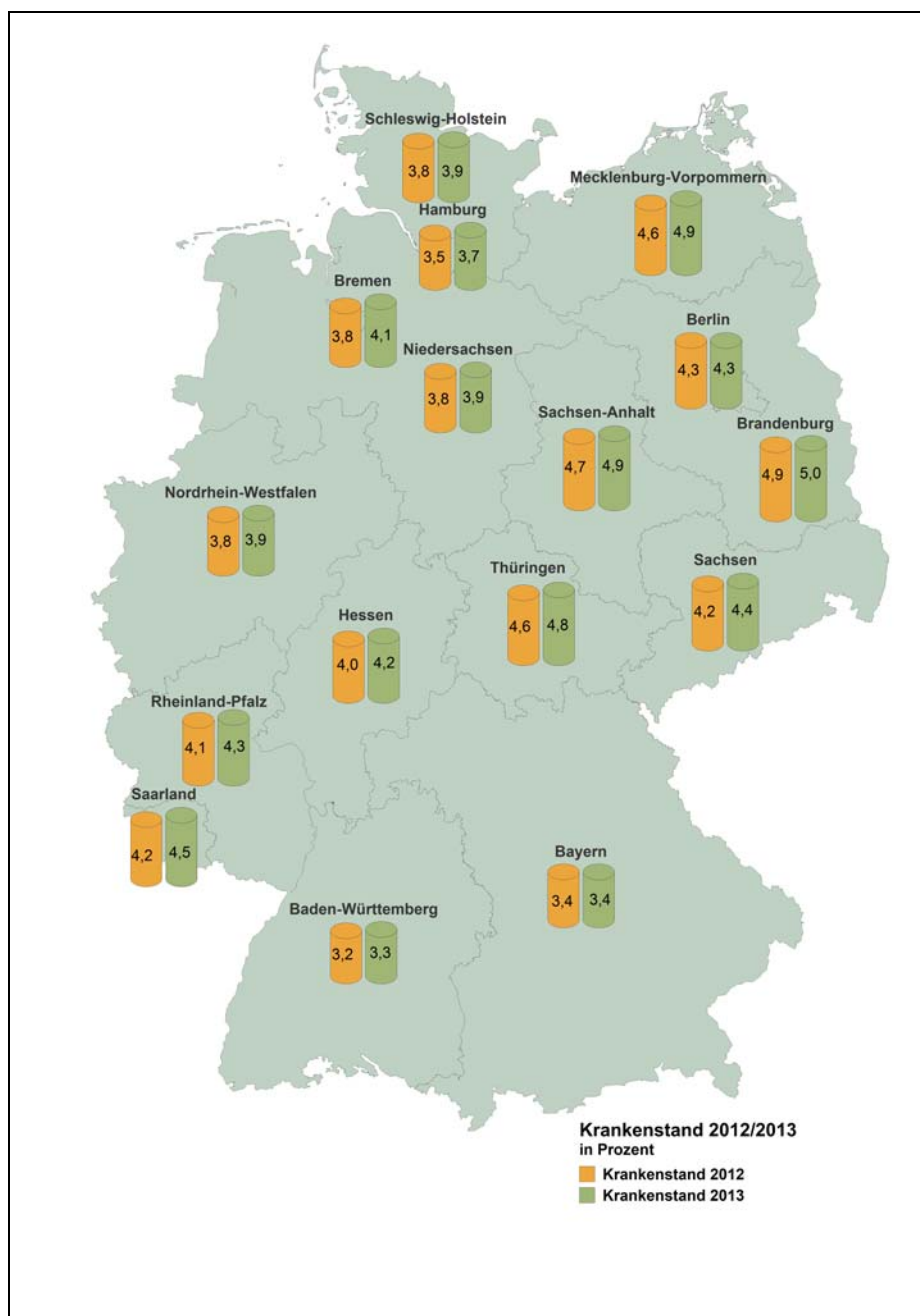 Schleswig-Holstein
3,8 3,9
Mecklenburg-Vorpommern
4,6 4,9
Hamburg
3,5 3,7
Bremen
3,8 4,1
Berlin
4,3 4,3
Niedersachsen
3,8 3,9
Sachsen-Anhalt
4,7 4,9
Brandenburg
4,9 5,0
Nordrhein-Westfalen
3,8 3,9
Sachsen
4,2 4,4
Thüringen
4,6 4,8
Hessen
4,0 4,2
Rheinland-Pfalz
4,1 4,3
Saarland
4,2 4,5
Bayern
3,4 3,4
Baden-Württemberg
3,2 3,3
Krankenstand 2012/2013
in Prozent
Krankenstand 2012
Krankenstand 2013